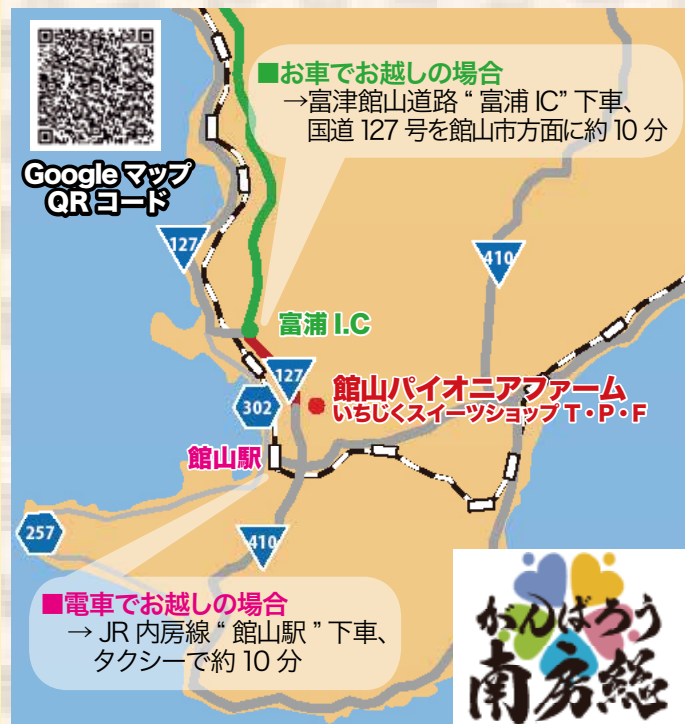 ■お車でお越しの場合
→富津館山道路“富浦 IC”下車、
国道 127 号を館山市方面に約 10 分
Google マップ
QR コード
127
410
富浦 I.C
127
302
館山パイオニアファーム
いちじくスイーツショップ T・P・F
館山駅
257
410
■電車でお越しの場合
→ JR 内房線“館山駅”下車、
タクシーで約 10 分
がんばろう
南房総